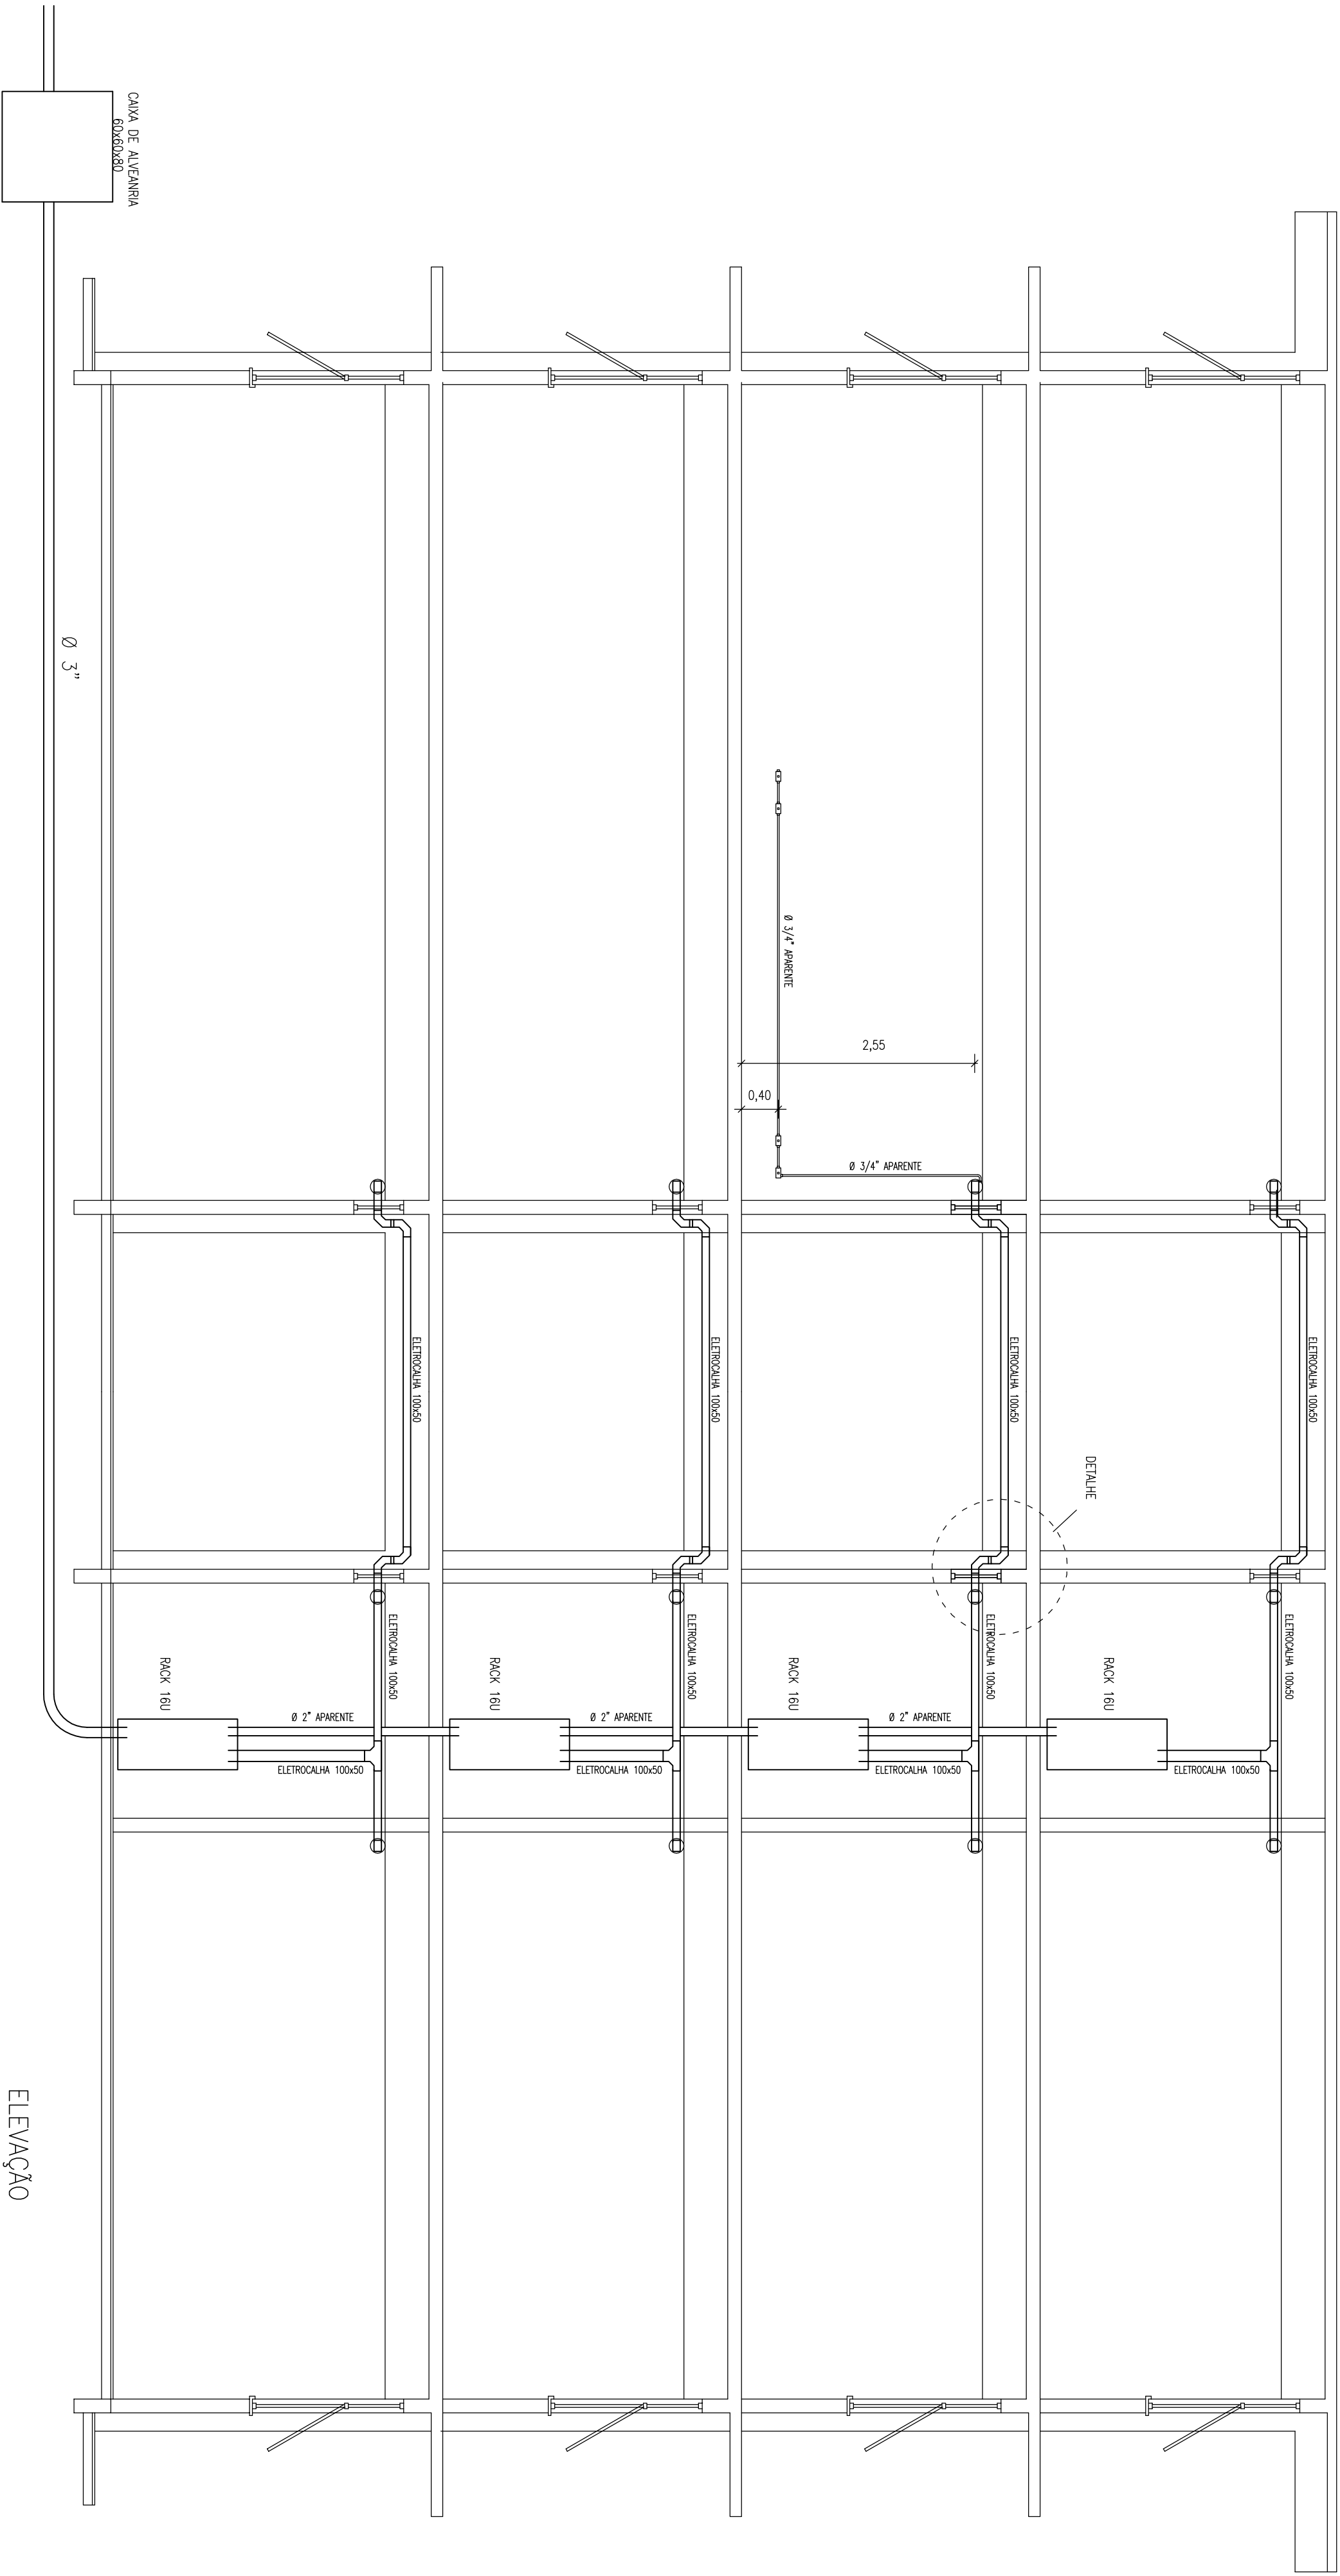 ELETROCALHA 100x50
ELETROCALHA 100x50
RACK 16U
ELETROCALHA 100x50
DETALHE
ELETROCALHA 100x50
ELETROCALHA 100x50
2,55
Ø 3/4" APARENTE
RACK 16U
Ø 2" APARENTE
ELETROCALHA 100x50
Ø 3/4" APARENTE
0,40
ELETROCALHA 100x50
ELETROCALHA 100x50
RACK 16U
Ø 2" APARENTE
ELETROCALHA 100x50
ELETROCALHA 100x50
ELETROCALHA 100x50
RACK 16U
Ø 2" APARENTE
ELETROCALHA 100x50
CAIXA DE ALVEANRIA
60x60x80
Ø 3"
ELEVAÇÃO